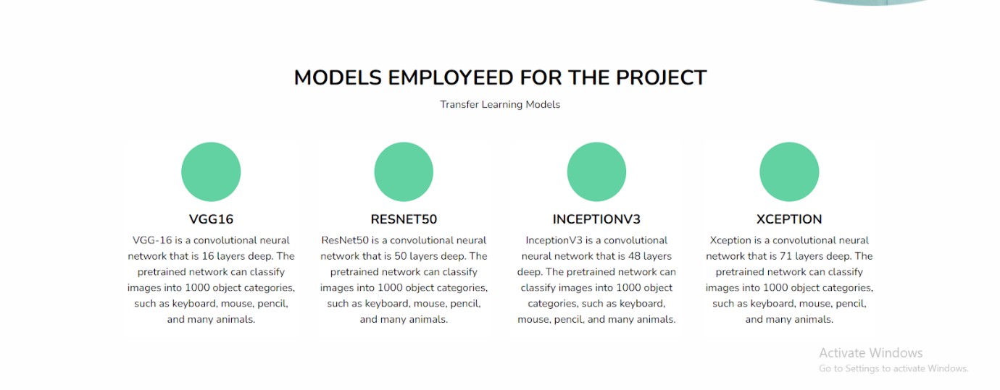 MODELS EMPLOYEED FOR THE PROJECT
Transfer Learning Models
VGG16
VGG-16 is a convolutional neural
network that is 16 layers deep. The
pretrained network can classify
images into 1000 object categories,
such as keyboard, mouse, pencil,
and many animals.
RESNET50
ResNet50 is a convolutional neural
network that is 50 layers deep. The
pretrained network can classify
images into 1000 object categories,
such as keyboard, mouse, pencil,
and many animals.
INCEPTIONV3
InceptionV3 is a convolutional
neural network that is 48 layers
deep. The pretrained network can
classify images into 1000 object
categories, such as keyboard,
mouse, pencil, and many animals.
XCEPTION
Xception is a convolutional neural
network that is 71 layers deep. The
pretrained network can classify
images into 1000 object categories,
such as keyboard, mouse, pencil,
and many animals.
Activate Windows
Go to Settings to activate Windows.